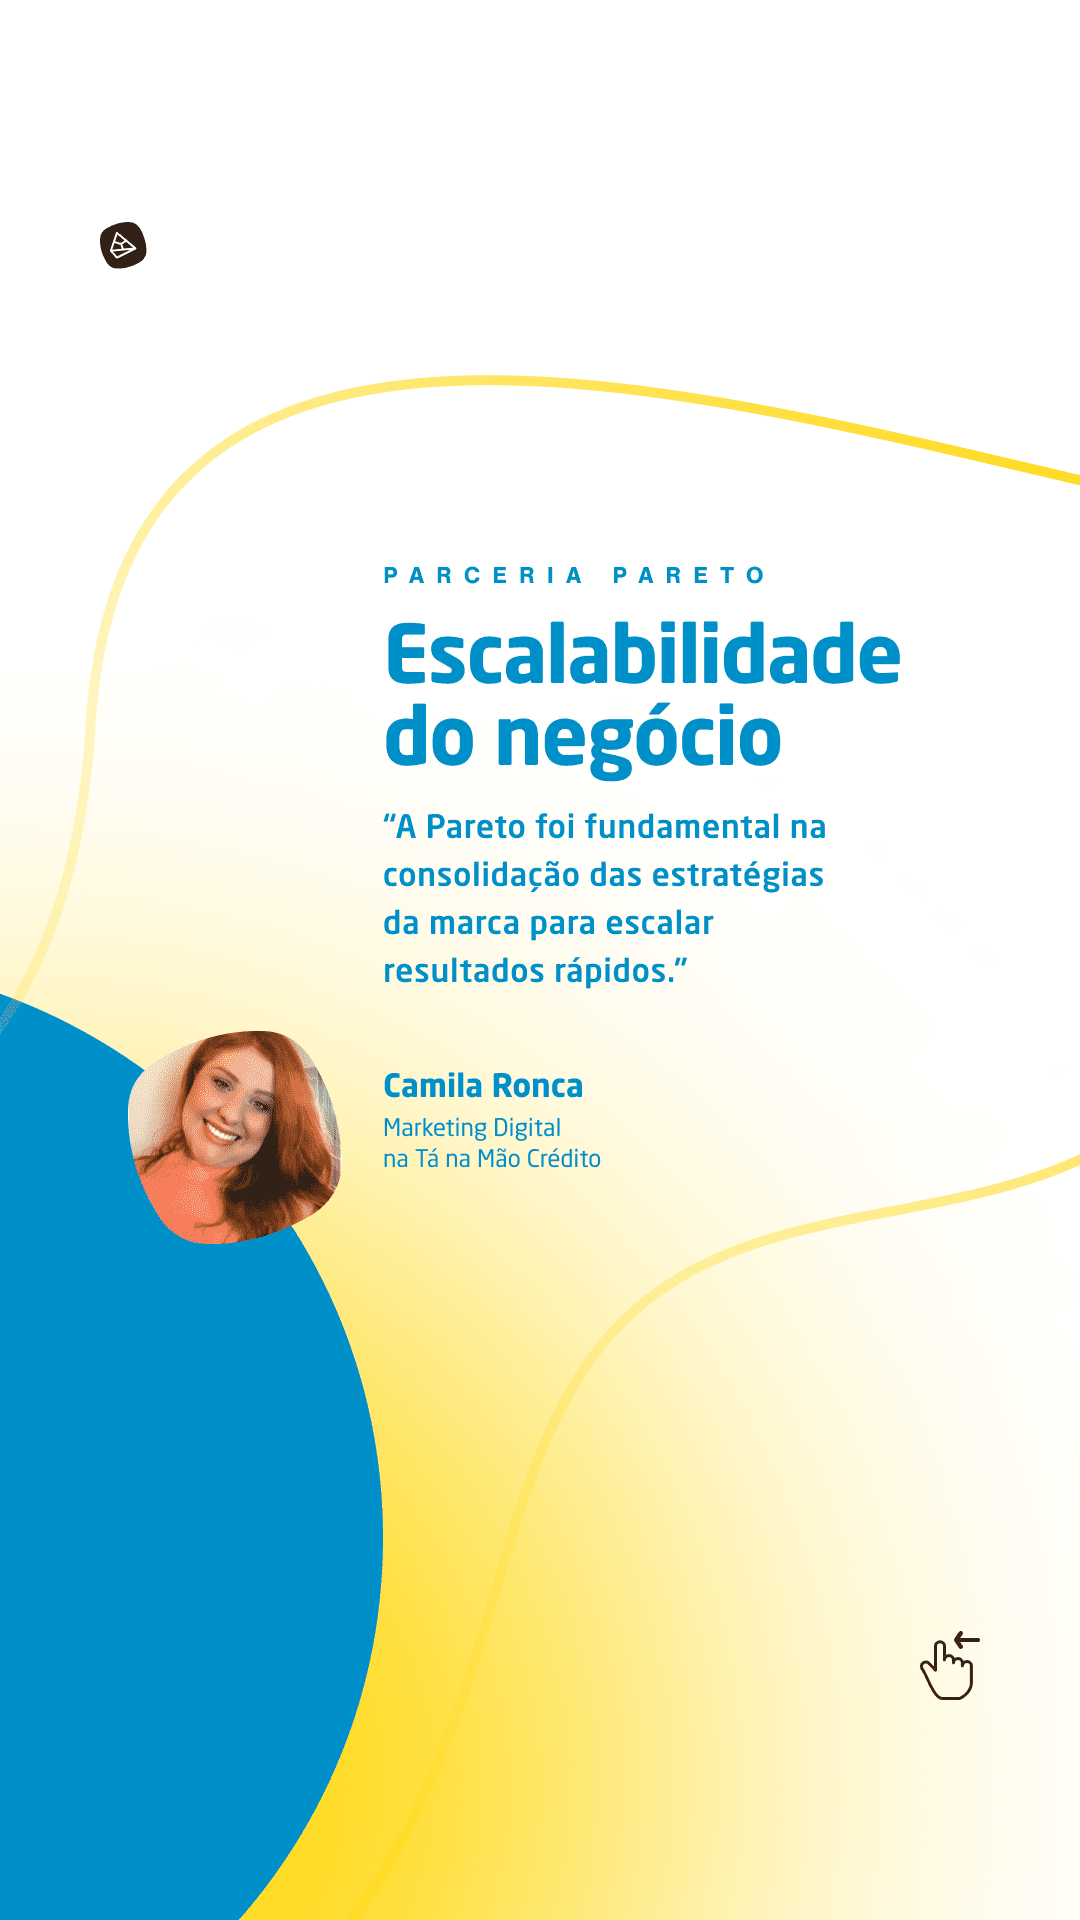 PARCERIA PARETO
Escalabilidade
do negócio
“A Pareto foi fundamental na
consolidação das estratégias
da marca para escalar
resultados rápidos.”
Camila Ronca
Marketing Digital
na Tá na Mão Crédito